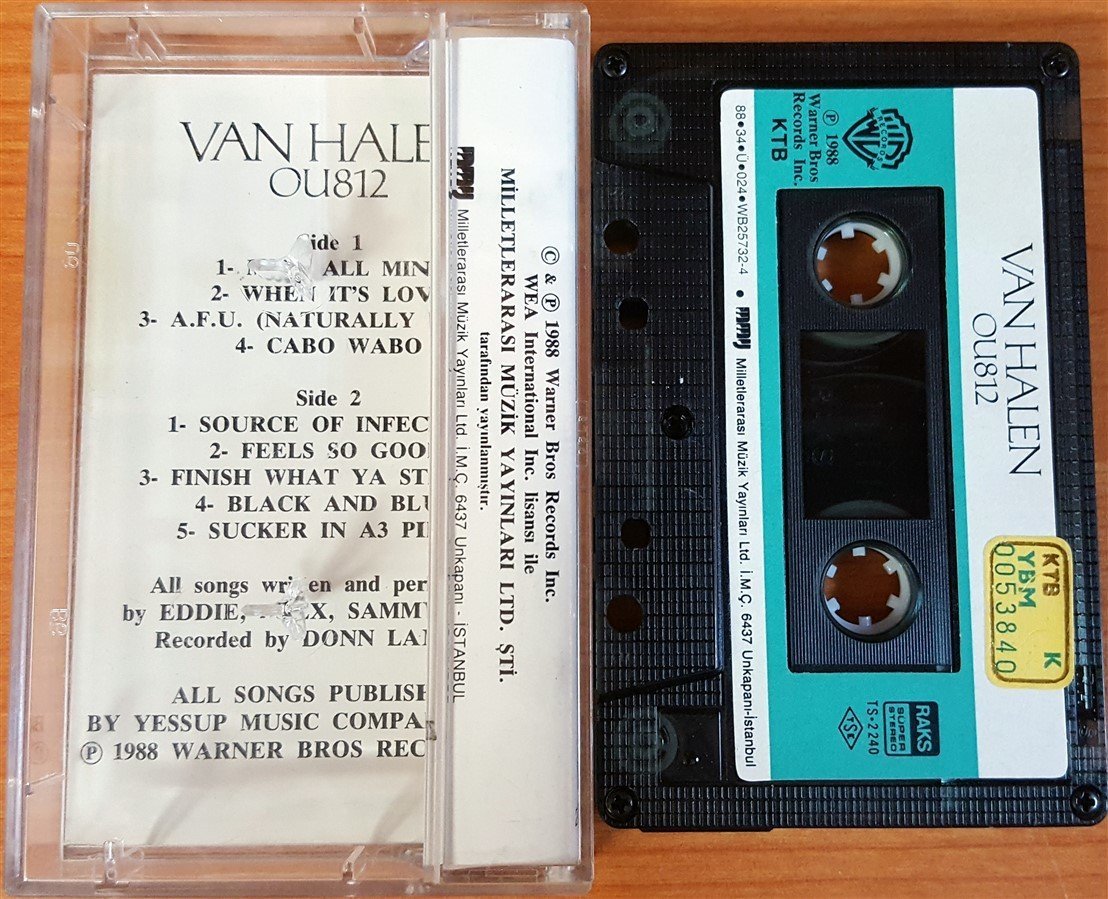 VAN HALE
OU812
Side 1
1- ALL MIN
2- WHEN IT'S LOV
3- A.F.U. (NATURALLY
4- CABO WABO
Side 2
1- SOURCE OF INFEC
2- FEELS SO GOO
3- FINISH WHAT YA ST
4- BLACK AND BLU
5- SUCKER IN A3 PI
All songs written and per
by EDDIE, X, SAMMY
Recorded by DONN LA
ALL SONGS PUBLISH
BY YESSUP MUSIC COMPA
℗ 1988 WARNER BROS REC
© & ℗ 1988 Warner Bros Records Inc.
WEA International Inc. lisansı ile
MİLLETLERARASI MÜZİK YAYINLARI LTD. ŞTİ.
tarafından yayınlanmıştır.
MMY Milletlerarası Müzik Yayınları Ltd. İ.M.Ç. 6437 Unkapanı - İSTANBUL
VAN HALEN
OU812
WB
RECORDS
℗ 1988
Warner Bros
Records Inc.
KTB
88•34•Ü•024•WB25732-4 • MMY Milletlerarası Müzik Yayınları Ltd. İ.M.Ç. 6437 Unkapanı-İstanbul
RAKS
SUPER
STEREO
TS•2240
TSE
KTB K
YBM
0053840